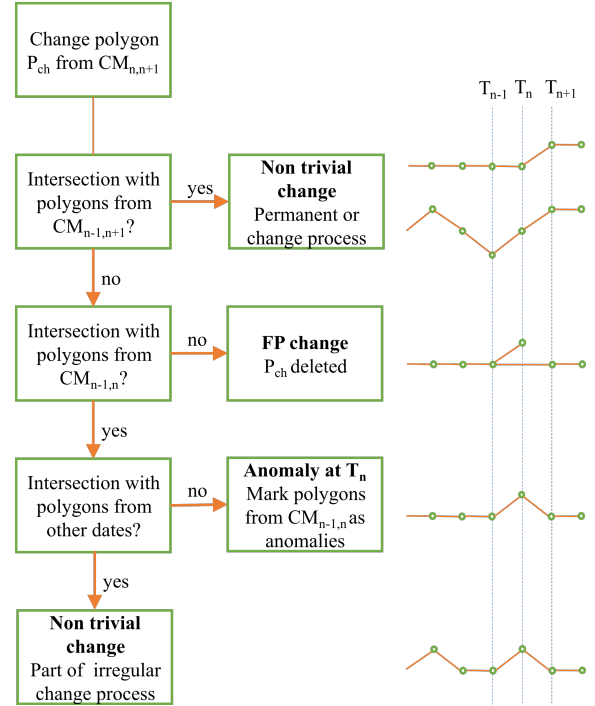 Change polygon
P_ch from CM_n,n+1
T_n-1
T_n
T_n+1
Intersection with
polygons from
CM_n-1,n+1?
yes
Non trivial
change
Permanent or
change process
no
Intersection with
polygons from
CM_n-1,n?
no
FP change
P_ch deleted
yes
Intersection with
polygons from
other dates?
no
Anomaly at T_n
Mark polygons
from CM_n-1,n as
anomalies
yes
Non trivial
change
Part of irregular
change process